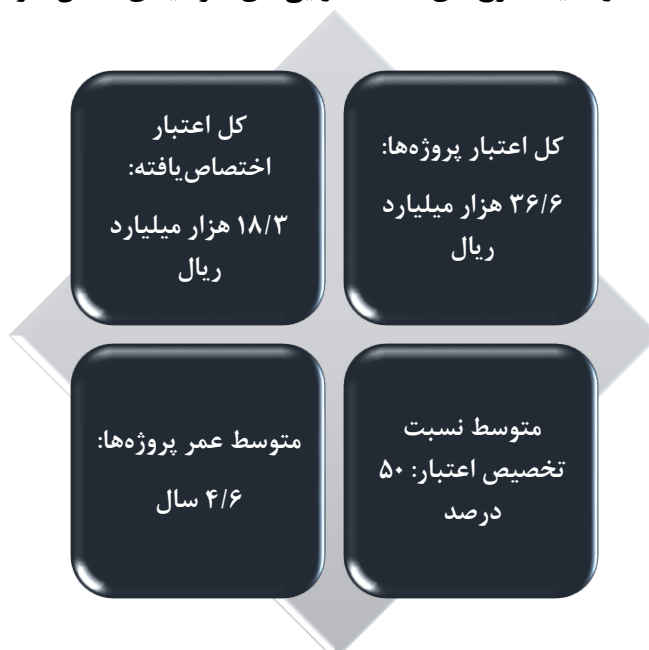 کل اعتبار پروژه‌ها:
۳۶/۶ هزار میلیارد
ریال
کل اعتبار
اختصاص‌یافته:
۱۸/۳ هزار میلیارد
ریال
متوسط نسبت
تخصیص اعتبار: ۵۰
درصد
متوسط عمر پروژه‌ها:
۴/۶ سال